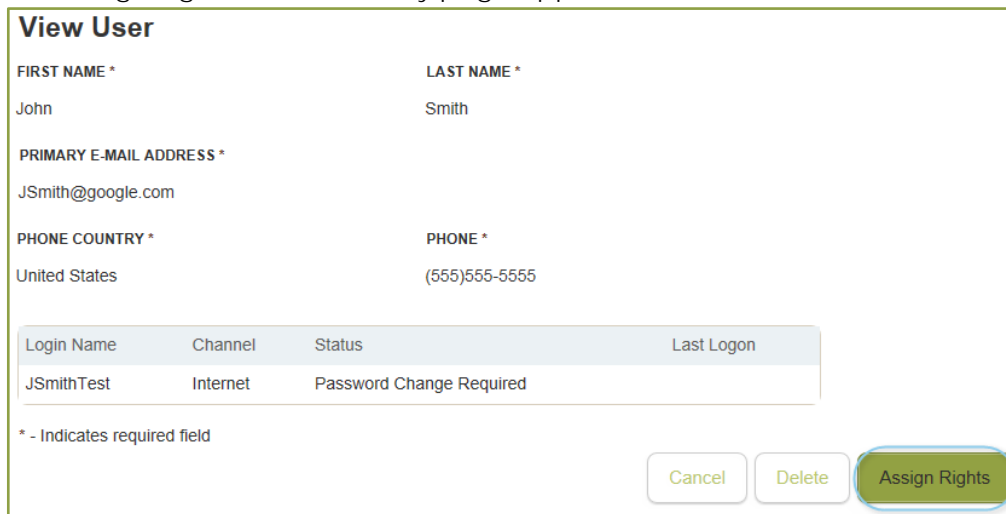 View User
FIRST NAME * LAST NAME *
John Smith
PRIMARY E-MAIL ADDRESS *
JSmith@google.com
PHONE COUNTRY * PHONE *
United States (555)555-5555
Login Name Channel Status Last Logon
JSmithTest Internet Password Change Required
* - Indicates required field
Cancel Delete Assign Rights